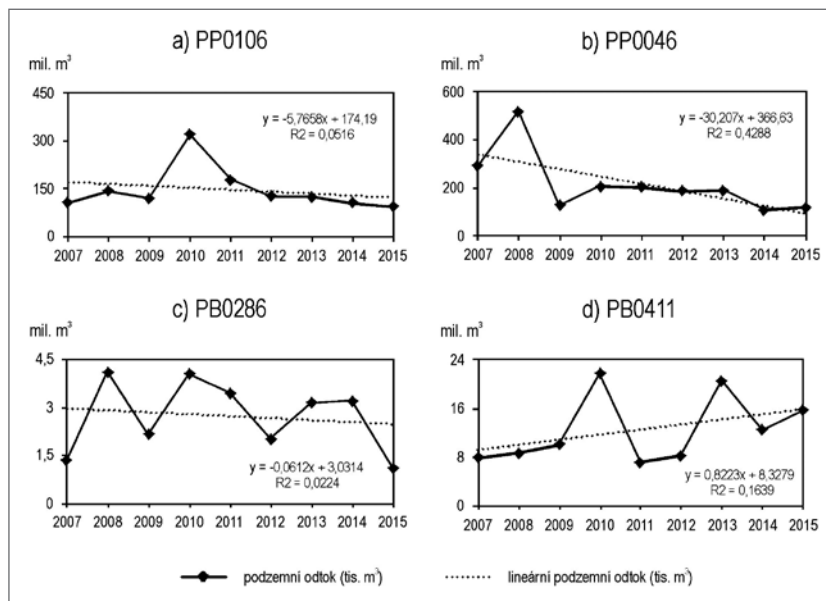 a) PP0106
mil. m³
450
300
150
0
y = -5,7658x + 174,19
R2 = 0,0516
2007 2008 2009 2010 2011 2012 2013 2014 2015
b) PP0046
mil. m³
600
400
200
0
y = -30,207x + 366,63
R2 = 0,4288
2007 2008 2009 2010 2011 2012 2013 2014 2015
c) PB0286
mil. m³
4,5
3
1,5
0
y = -0,0612x + 3,0314
R2 = 0,0224
2007 2008 2009 2010 2011 2012 2013 2014 2015
d) PB0411
mil. m³
24
16
8
0
y = 0,8223x + 8,3279
R2 = 0,1639
2007 2008 2009 2010 2011 2012 2013 2014 2015
podzemní odtok (tis. m³)
lineární podzemní odtok (tis. m³)